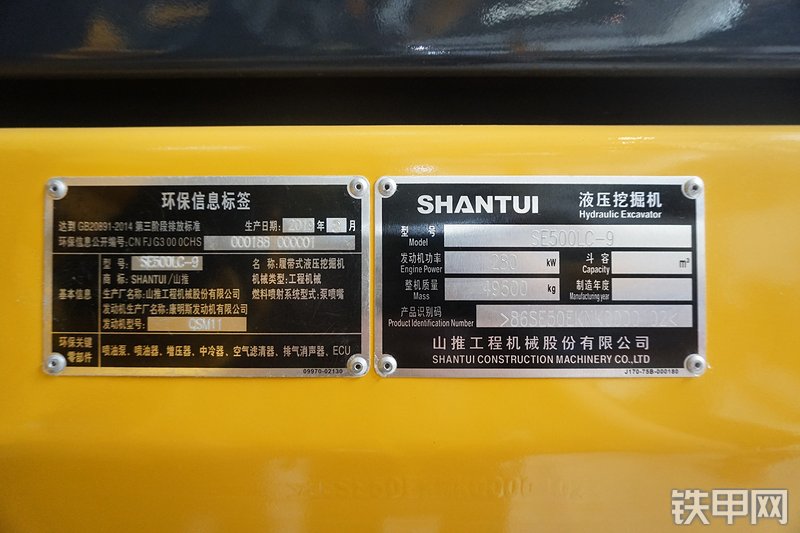 环保信息标签
达到 GB20891-2014 第三阶段排放标准 生产日期: 年 月
环保信息公开编号: CN FJ G3 00 0CHS 000188 000001
基本信息
型 号: SE500LC-9 名 称: 履带式液压挖掘机
商 标: SHANTUI/山推 机械类型: 工程机械
生产厂名称: 山推工程机械股份有限公司 燃料喷射系统型式: 泵喷嘴
发动机生产厂名称: 康明斯发动机有限公司
发动机型号: QSM11
环保关键零部件
喷油泵、喷油器、增压器、中冷器、空气滤清器、排气消声器、ECU
09970-02130
SHANTUI 液压挖掘机
Hydraulic Excavator
型 号 SE500LC-9
Model
发动机功率 250 kW 斗 容 m³
Engine Power Capacity
整机质量 49600 kg 制造年度
Mass Manufacturing year
产品识别码
Product Identification Number
山推工程机械股份有限公司
SHANTUI CONSTRUCTION MACHINERY CO.,LTD
J170-75B-000180
铁甲网